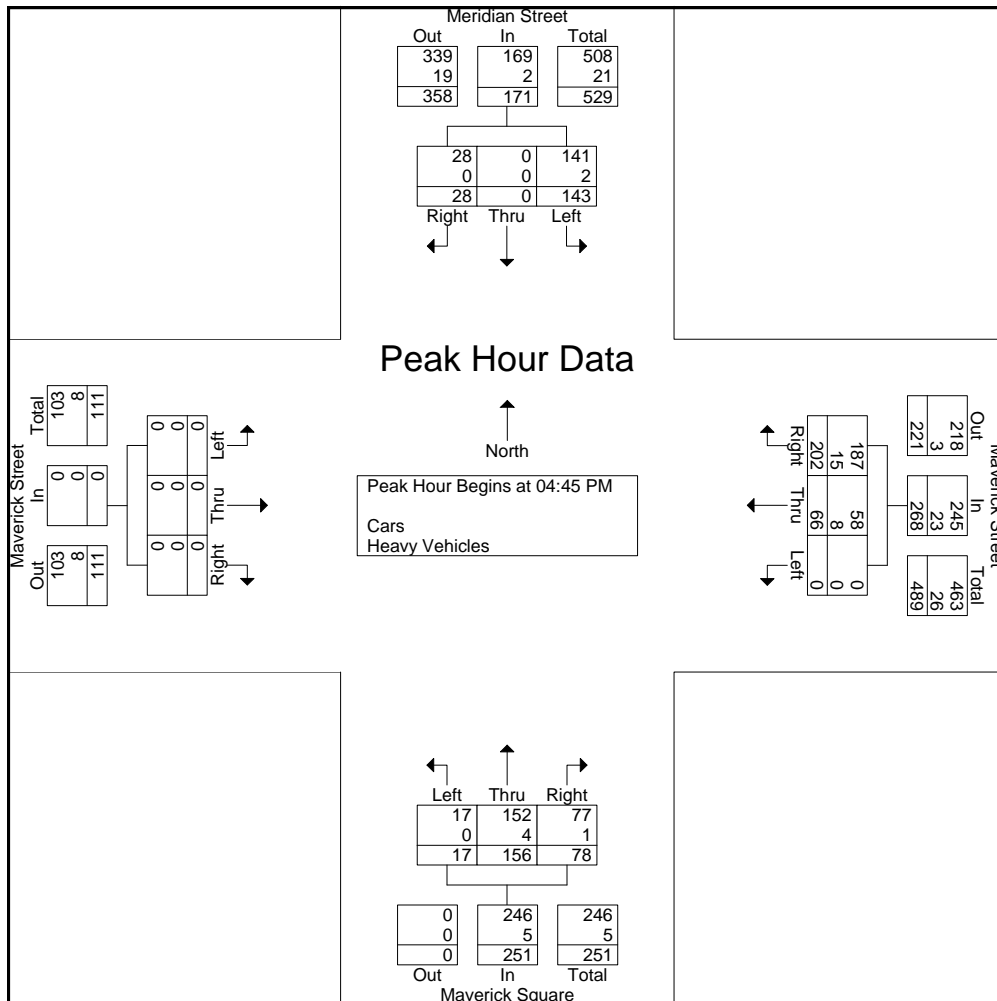 Meridian Street
Out In Total
339 169 508
19 2 21
358 171 529
28 0 141
0 0 2
28 0 143
Right Thru Left
Peak Hour Data
North
Peak Hour Begins at 04:45 PM
Cars
Heavy Vehicles
Maverick Street
Total In Out
103 0 103
8 0 8
111 0 111
Left Thru Right
0 0 0
0 0 0
0 0 0
Maverick Street
Out In Total
218 245 463
3 23 26
221 268 489
Right Thru Left
187 58 0
15 8 0
202 66 0
Left Thru Right
17 152 77
0 4 1
17 156 78
0 246 246
0 5 5
0 251 251
Out In Total
Maverick Square